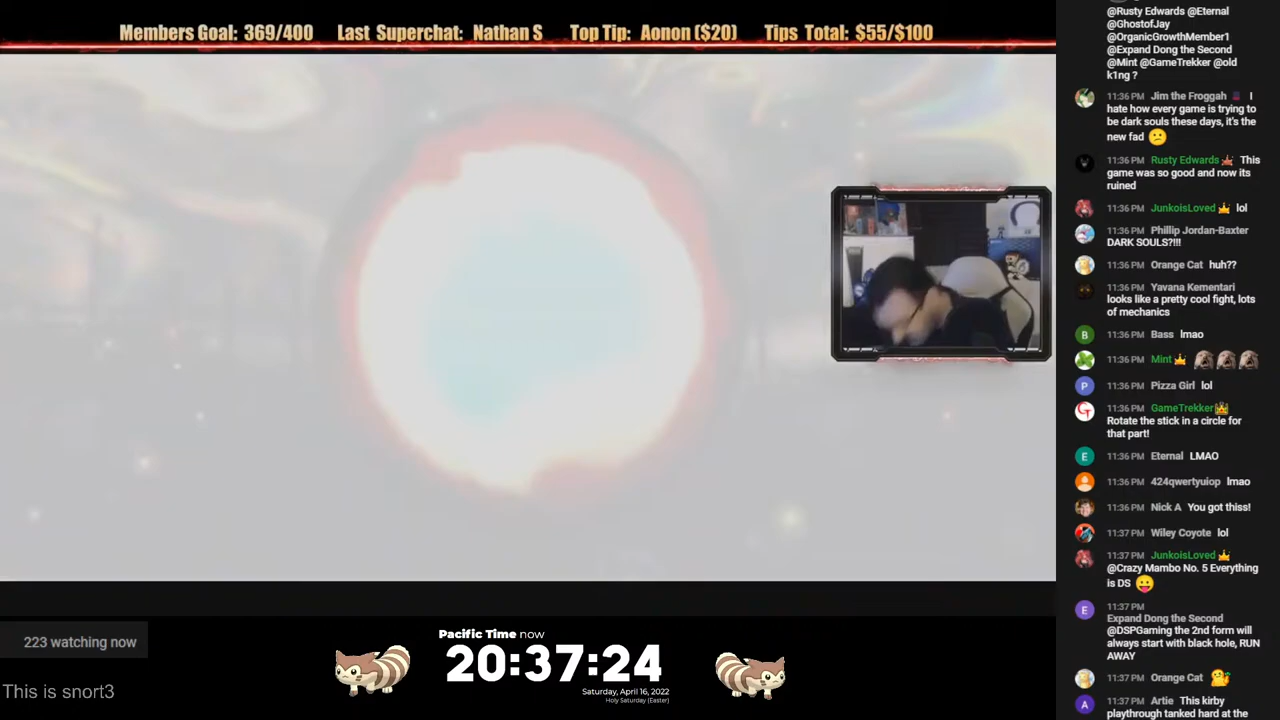 Members Goal: 369/400 Last Superchat: Nathan S Top Tip: Aonon ($20) Tips Total: $55/$100
@Rusty Edwards @Eternal
@GhostofJay
@OrganicGrowthMember1
@Expand Dong the Second
@Mint @GameTrekker @old
k1ng ?
11:36 PM Jim the Froggah I
hate how every game is trying to
be dark souls these days, it's the
new fad
11:36 PM Rusty Edwards This
game was so good and now its
ruined
11:36 PM JunkoisLoved lol
11:36 PM Phillip Jordan-Baxter
DARK SOULS?!!!
11:36 PM Orange Cat huh??
11:36 PM Yavana Kementari
looks like a pretty cool fight, lots
of mechanics
B 11:36 PM Bass lmao
11:36 PM Mint
P 11:36 PM Pizza Girl lol
11:36 PM GameTrekker
Rotate the stick in a circle for
that part!
E 11:36 PM Eternal LMAO
11:36 PM 424qwertyuiop lmao
11:36 PM Nick A You got thiss!
11:37 PM Wiley Coyote lol
11:37 PM JunkoisLoved
@Crazy Mambo No. 5 Everything
is DS
E 11:37 PM
Expand Dong the Second
@DSPGaming the 2nd form will
always start with black hole, RUN
AWAY
11:37 PM Orange Cat
A 11:37 PM Artie This kirby
playthrough tanked hard at the
223 watching now
This is snort3
Pacific Time now
20:37:24
Saturday, April 16, 2022
Holy Saturday (Easter)